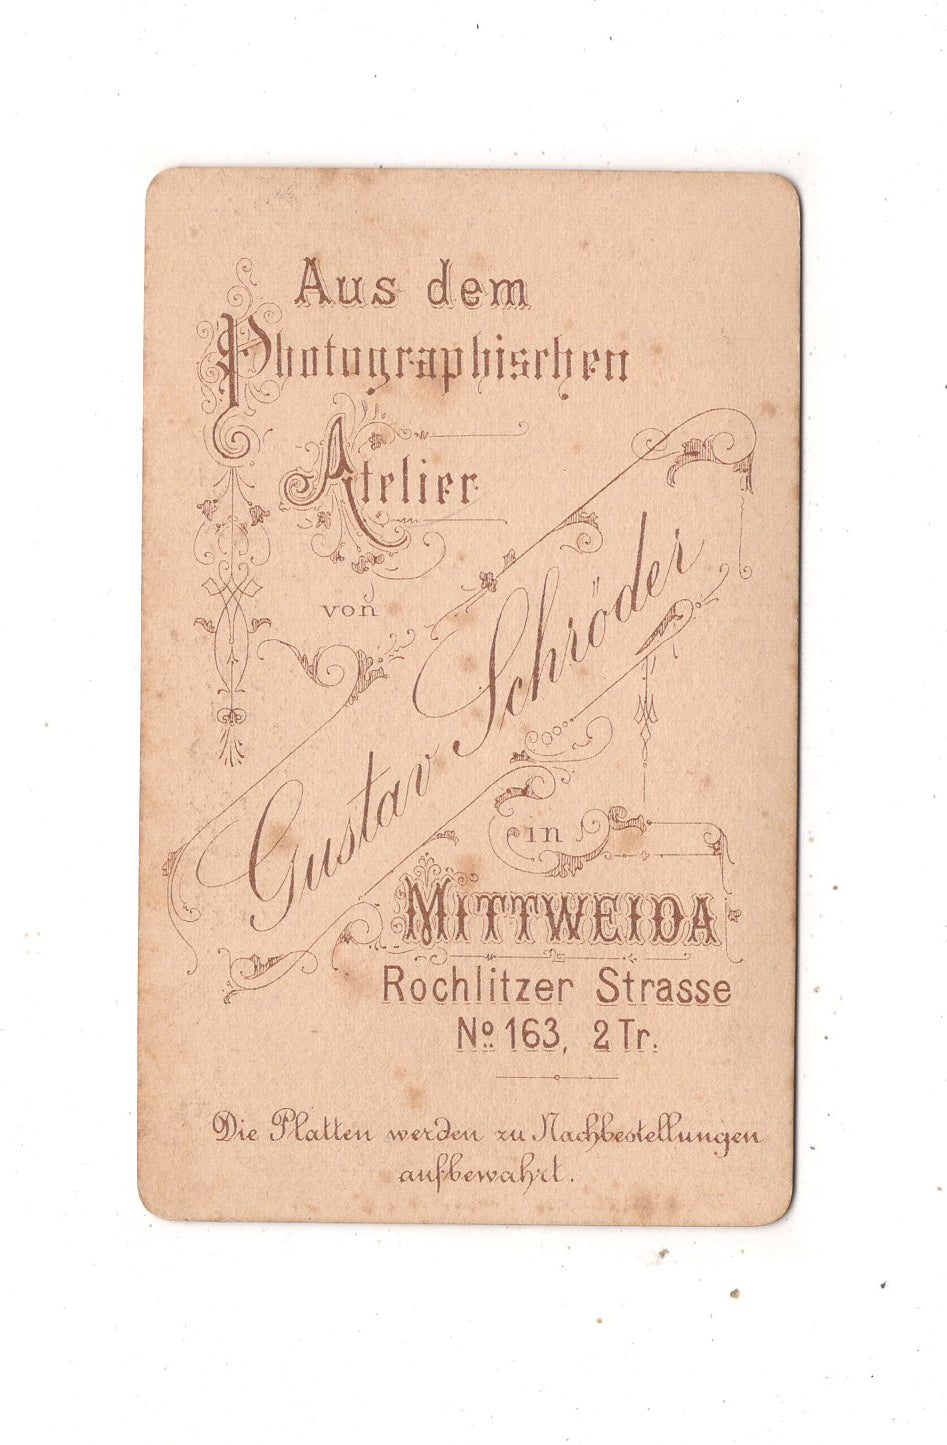 Aus dem
Photographischen
Atelier
von
Gustav Schröder
in
MITTWEIDA
Rochlitzer Strasse
No 163, 2 Tr.
Die Platten werden zu Nachbestellungen
aufbewahrt.